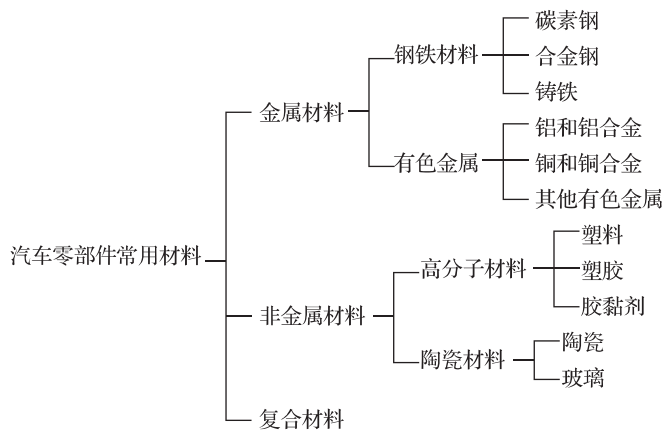 汽车零部件常用材料
金属材料
钢铁材料
碳素钢
合金钢
铸铁
有色金属
铝和铝合金
铜和铜合金
其他有色金属
非金属材料
高分子材料
塑料
塑胶
胶黏剂
陶瓷材料
陶瓷
玻璃
复合材料